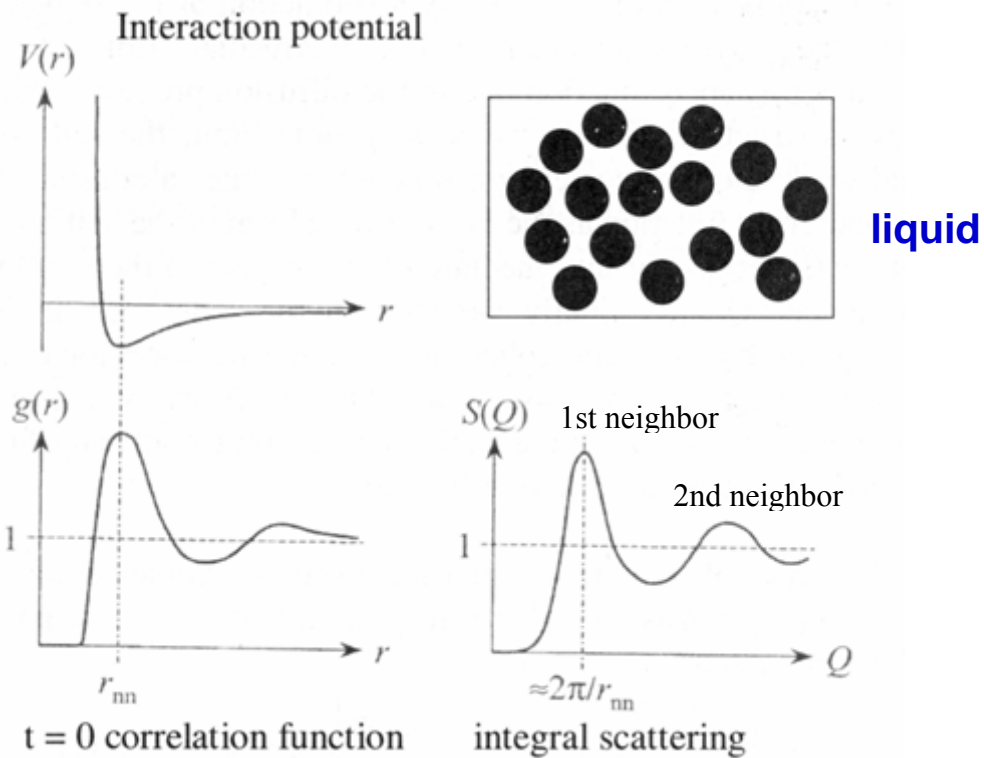 Interaction potential
V(r)
r
liquid
g(r)
1
r
r_nn
t = 0 correlation function
S(Q)
1st neighbor
2nd neighbor
1
Q
≈2π/r_nn
integral scattering